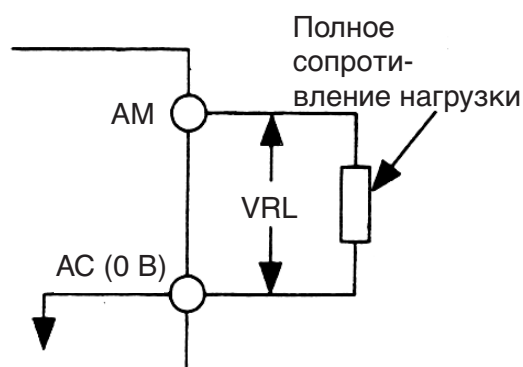 Полное
сопроти-
вление нагрузки
AM
VRL
AC (0 В)